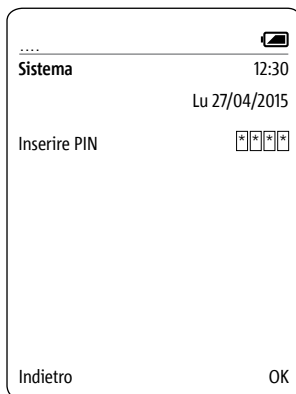 ....
Sistema 12:30
Lu 27/04/2015
Inserire PIN ****
Indietro OK